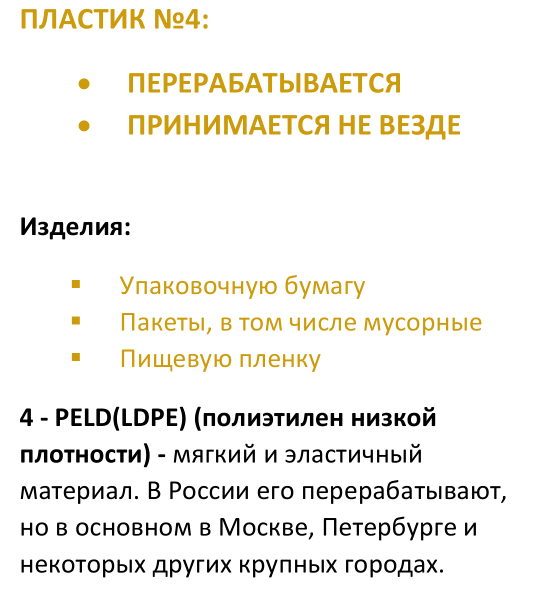 ПЛАСТИК №4:
• ПЕРЕРАБАТЫВАЕТСЯ
• ПРИНИМАЕТСЯ НЕ ВЕЗДЕ
Изделия:
▪ Упаковочную бумагу
▪ Пакеты, в том числе мусорные
▪ Пищевую пленку
4 - PELD(LDPE) (полиэтилен низкой
плотности) - мягкий и эластичный
материал. В России его перерабатывают,
но в основном в Москве, Петербурге и
некоторых других крупных городах.